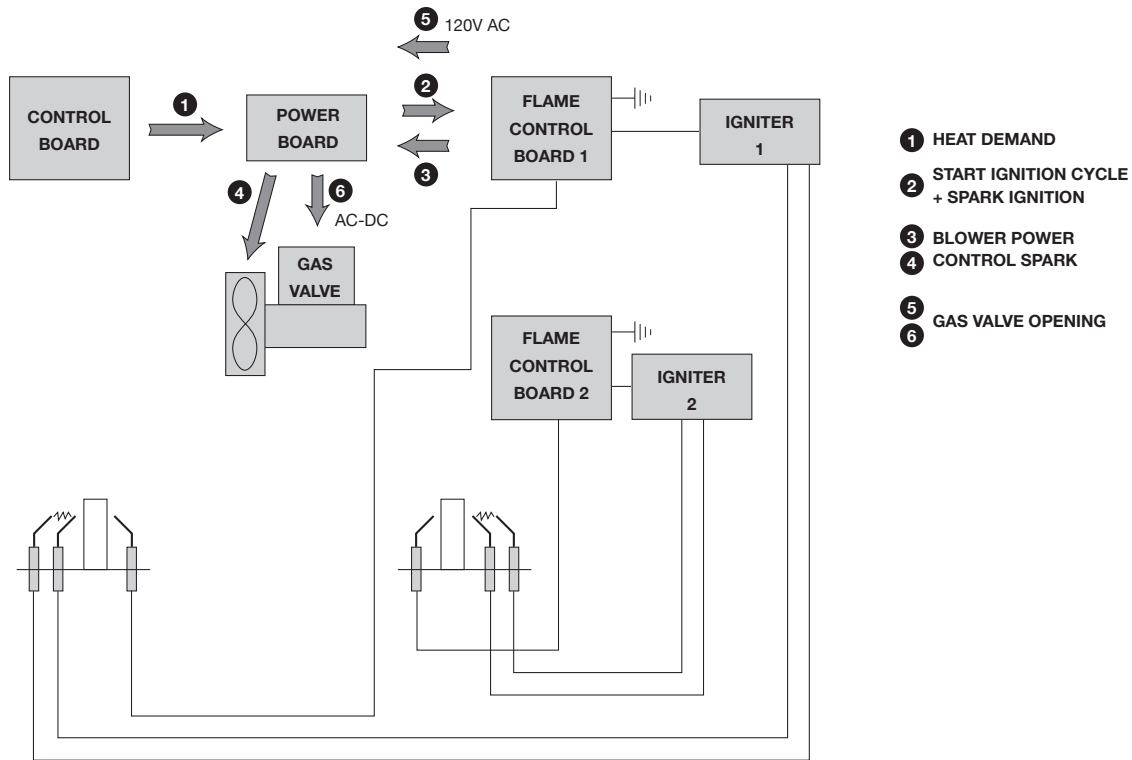 5 120V AC
CONTROL
BOARD
1
POWER
BOARD
2
3
FLAME
CONTROL
BOARD 1
IGNITER
1
4
6
AC-DC
GAS
VALVE
FLAME
CONTROL
BOARD 2
IGNITER
2
1 HEAT DEMAND
2 START IGNITION CYCLE
+ SPARK IGNITION
3 BLOWER POWER
4 CONTROL SPARK
5
6 GAS VALVE OPENING